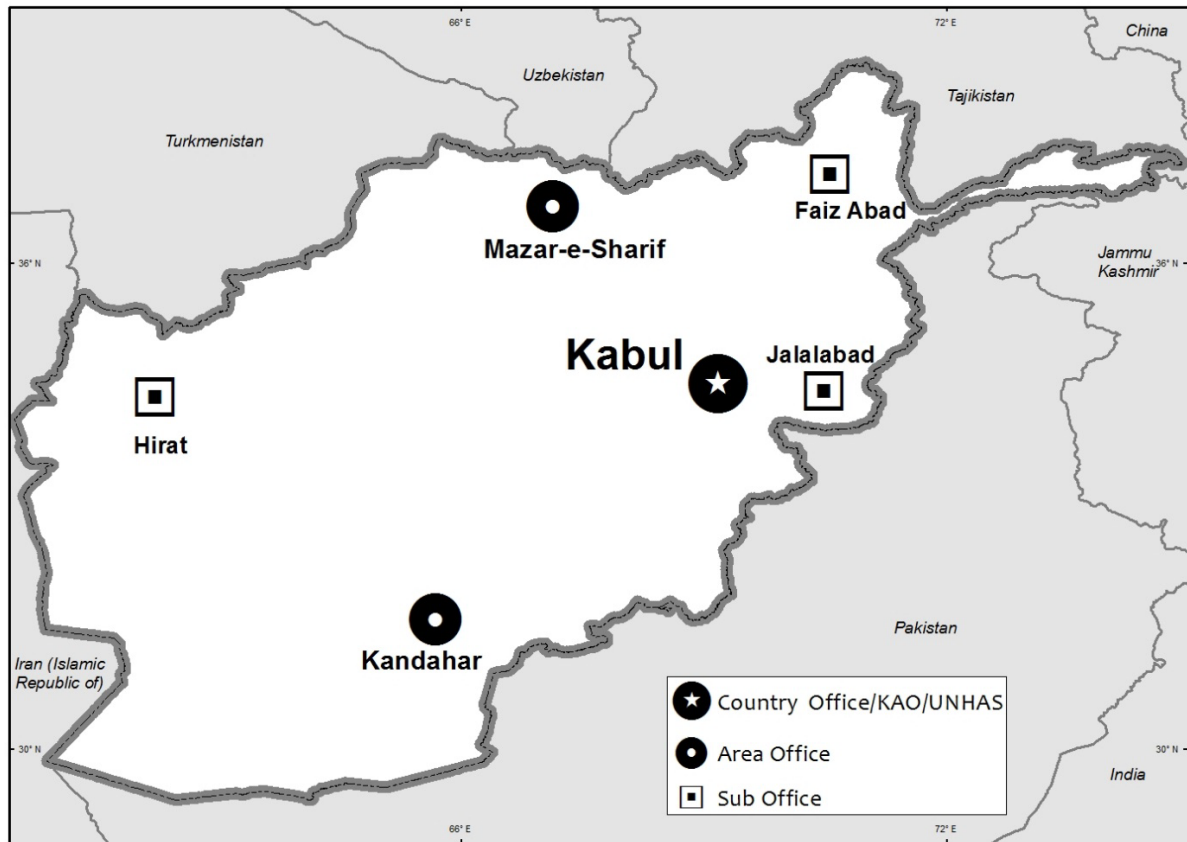 66° E
72° E
China
Uzbekistan
Tajikistan
Turkmenistan
Faiz Abad
Mazar-e-Sharif
36° N
Jammu
Kashmir
36° N
Kabul
Jalalabad
Hirat
Kandahar
Pakistan
Iran (Islamic
Republic of)
Country Office/KAO/UNHAS
Area Office
Sub Office
30° N
30° N
India
66° E
72° E